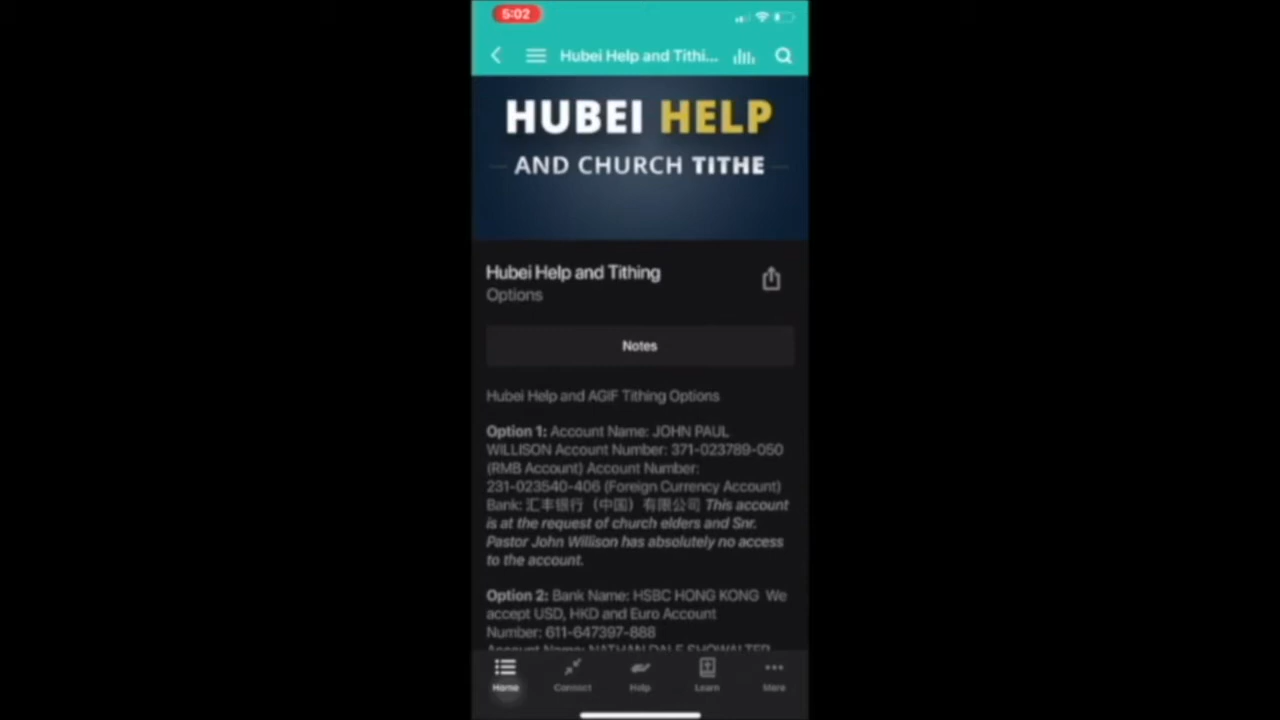 5:02
Hubei Help and Tithi...
HUBEI HELP
AND CHURCH TITHE
Hubei Help and Tithing
Options
Notes
Hubei Help and AGIF Tithing Options
Option 1: Account Name: JOHN PAUL
WILLISON Account Number: 371-023789-050
(RMB Account) Account Number:
231-023540-406 (Foreign Currency Account)
Bank: 汇丰银行（中国）有限公司 This account
is at the request of church elders and Snr.
Pastor John Willison has absolutely no access
to the account.
Option 2: Bank Name: HSBC HONG KONG We
accept USD, HKD and Euro Account
Number: 611-647397-888
Account Name: NATHAN DALE SHOWALTER
Home Connect Help Learn More